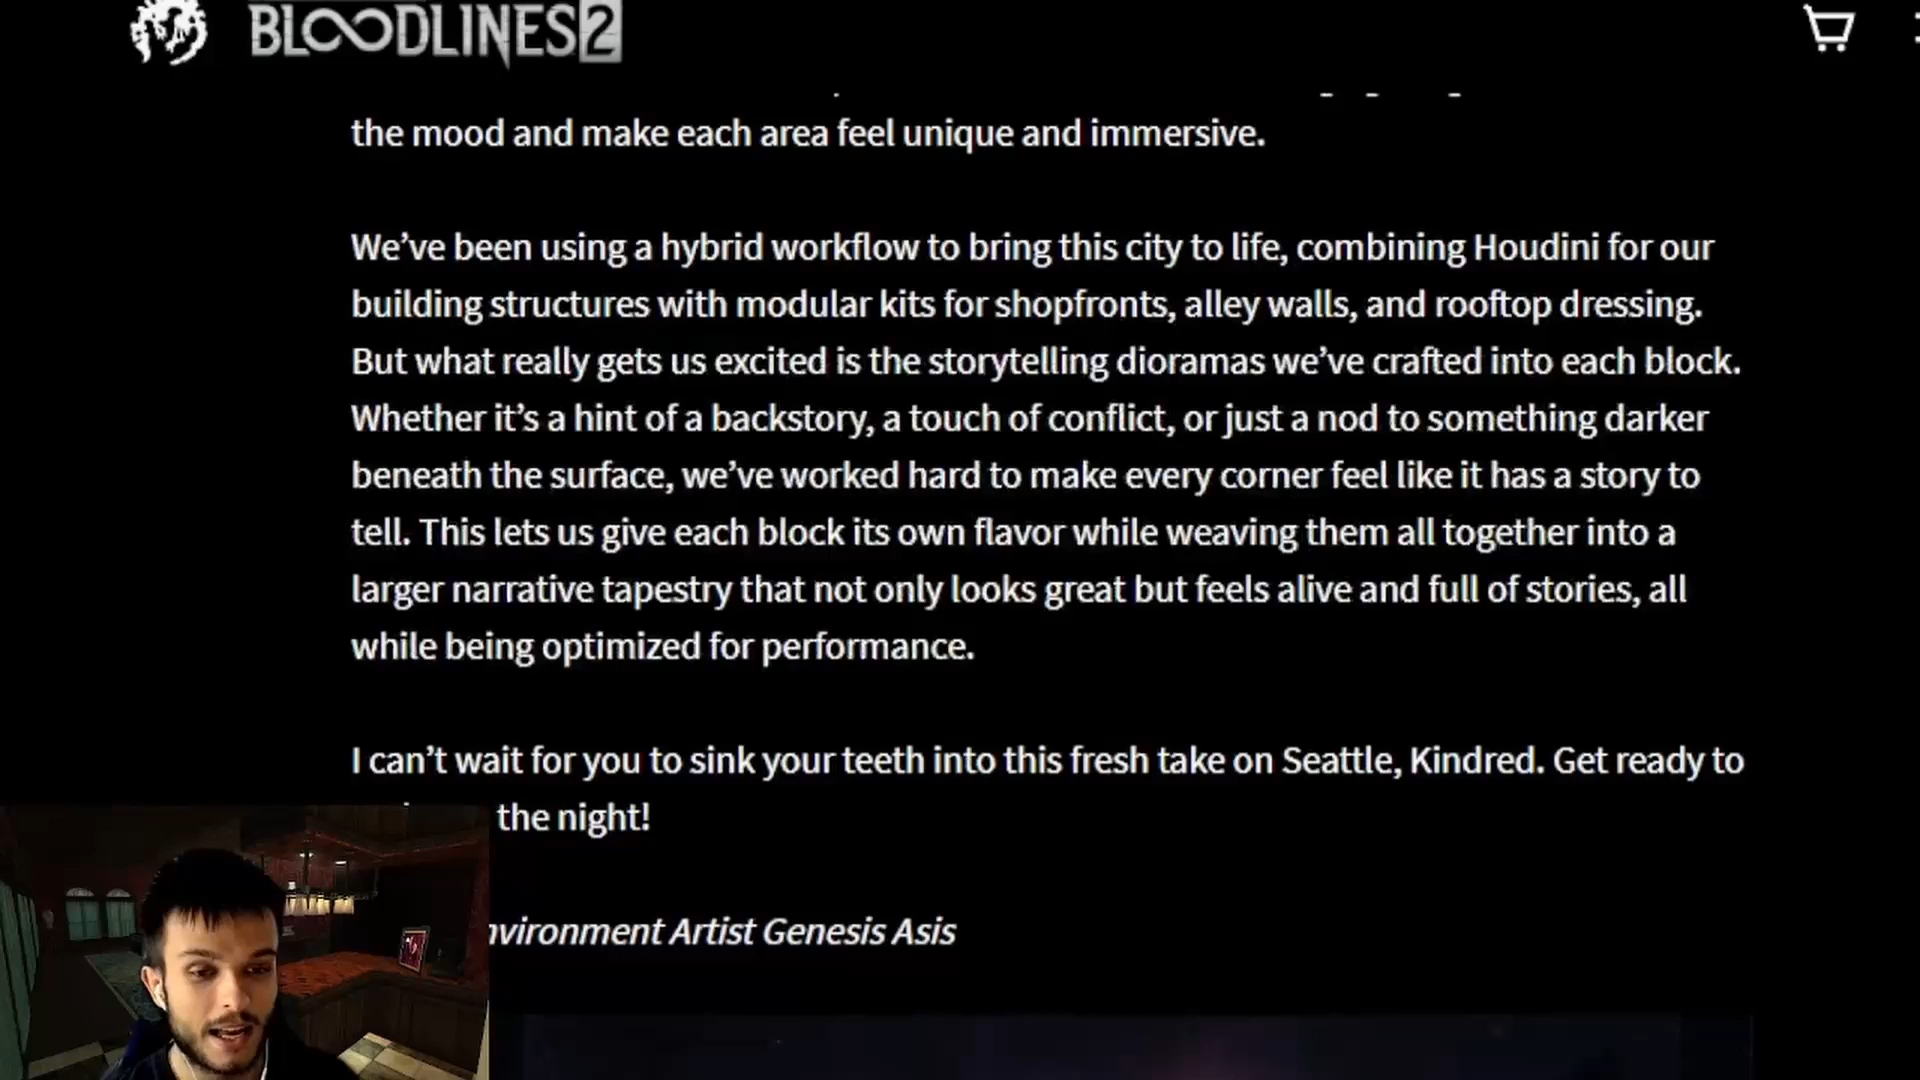 BLOODLINES 2
the mood and make each area feel unique and immersive.
We’ve been using a hybrid workflow to bring this city to life, combining Houdini for our
building structures with modular kits for shopfronts, alley walls, and rooftop dressing.
But what really gets us excited is the storytelling dioramas we’ve crafted into each block.
Whether it’s a hint of a backstory, a touch of conflict, or just a nod to something darker
beneath the surface, we’ve worked hard to make every corner feel like it has a story to
tell. This lets us give each block its own flavor while weaving them all together into a
larger narrative tapestry that not only looks great but feels alive and full of stories, all
while being optimized for performance.
I can’t wait for you to sink your teeth into this fresh take on Seattle, Kindred. Get ready to
the night!
nvironment Artist Genesis Asis